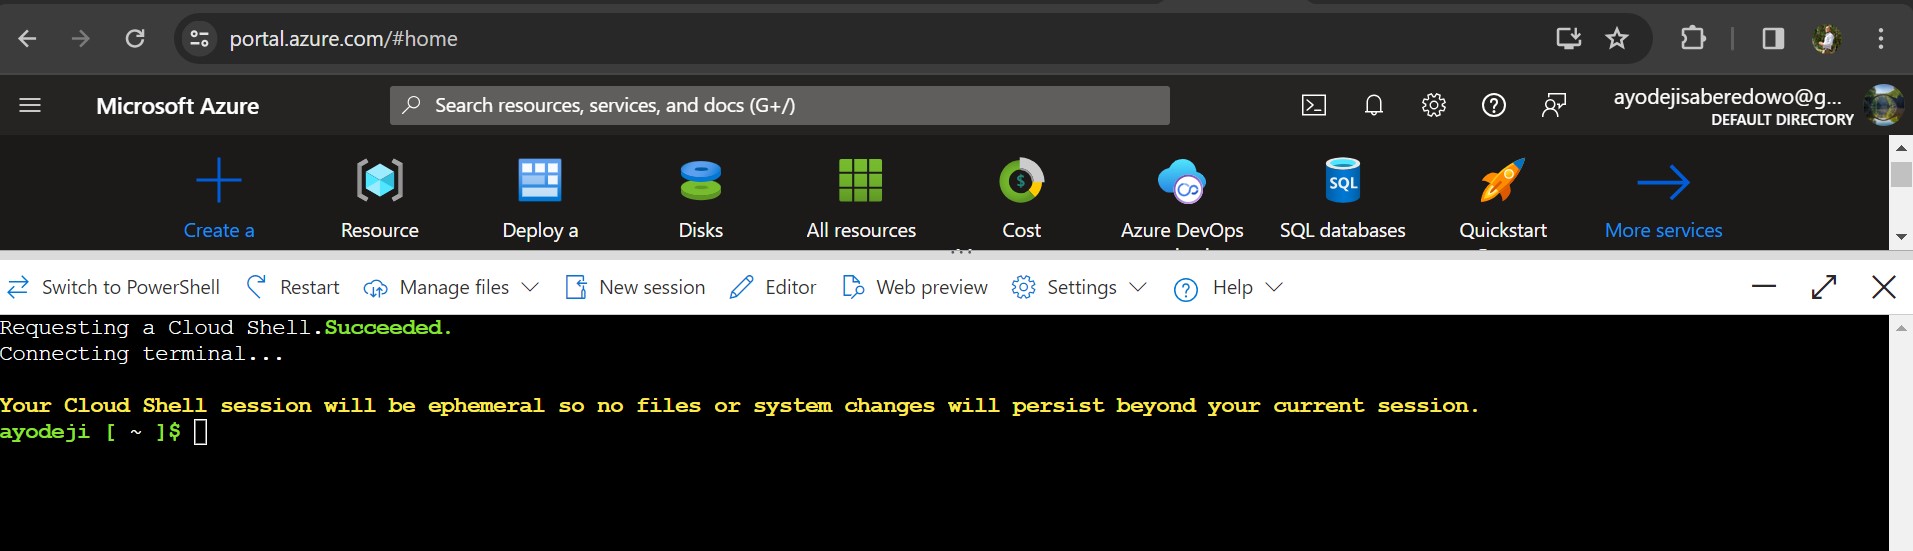 portal.azure.com/#home
Microsoft Azure
Search resources, services, and docs (G+/)
ayodejisaberedowo@g...
DEFAULT DIRECTORY
Create a
Resource
Deploy a
Disks
All resources
$
Cost
Azure DevOps
SQL
SQL databases
Quickstart
More services
Switch to PowerShell
Restart
Manage files
New session
Editor
Web preview
Settings
Help
Requesting a Cloud Shell.Succeeded.
Connecting terminal...
Your Cloud Shell session will be ephemeral so no files or system changes will persist beyond your current session.
ayodeji [ ~ ]$